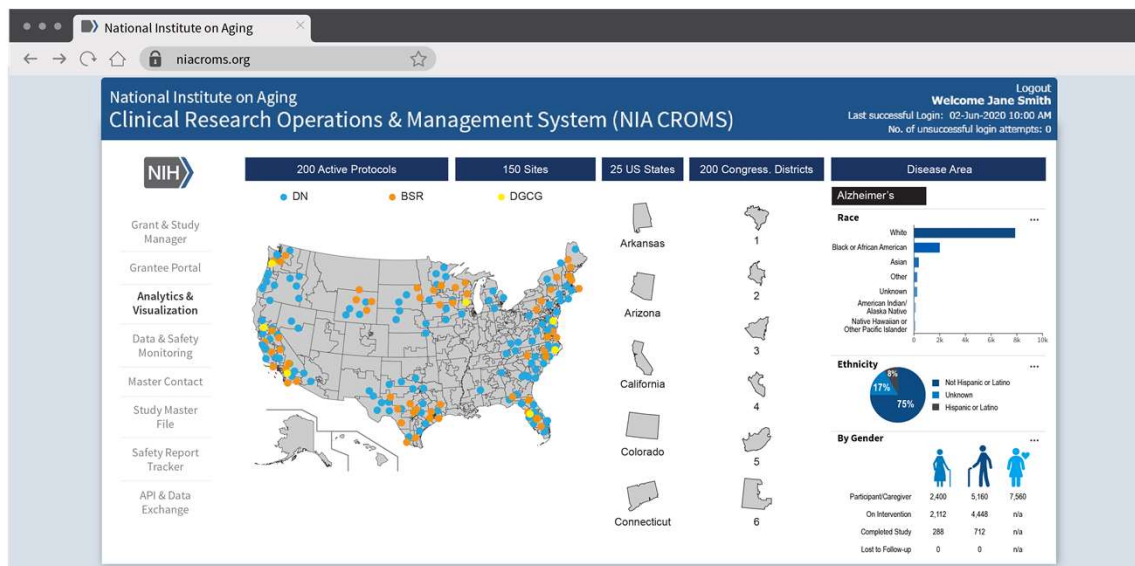 National Institute on Aging
niacroms.org
National Institute on Aging
Clinical Research Operations & Management System (NIA CROMS)
Logout
Welcome Jane Smith
Last successful Login: 02-Jun-2020 10:00 AM
No. of unsuccessful login attempts: 0
NIH
Grant & Study
Manager
Grantee Portal
Analytics &
Visualization
Data & Safety
Monitoring
Master Contact
Study Master
File
Safety Report
Tracker
API & Data
Exchange
200 Active Protocols
150 Sites
25 US States
200 Congress. Districts
Disease Area
DN
BSR
DGCG
Arkansas
Arizona
California
Colorado
Connecticut
1
2
3
4
5
6
Alzheimer's
Race
...
White
Black or African American
Asian
Other
Unknown
American Indian/
Alaska Native
Native Hawaiian or
Other Pacific Islander
0 2k 4k 6k 8k 10k
Ethnicity
...
8%
17%
75%
Not Hispanic or Latino
Unknown
Hispanic or Latino
By Gender
...
Participant/Caregiver 2,400 5,160 7,560
On Intervention 2,112 4,448 n/a
Completed Study 288 712 n/a
Lost to Follow-up 0 0 n/a